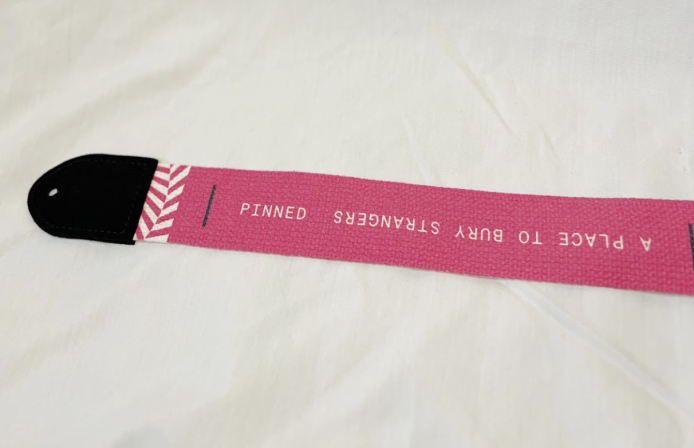 PINNED
A PLACE TO BURY STRANGERS